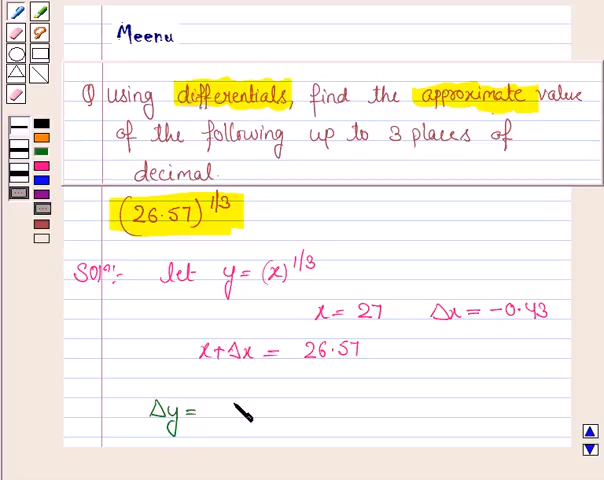 Meenu
Q Using differentials, find the approximate value
of the following up to 3 places of
decimal.
(26.57)^{1/3}
Solⁿ:- let y = (x)^{1/3}
x = 27 Δx = -0.43
x+Δx = 26.57
Δy =